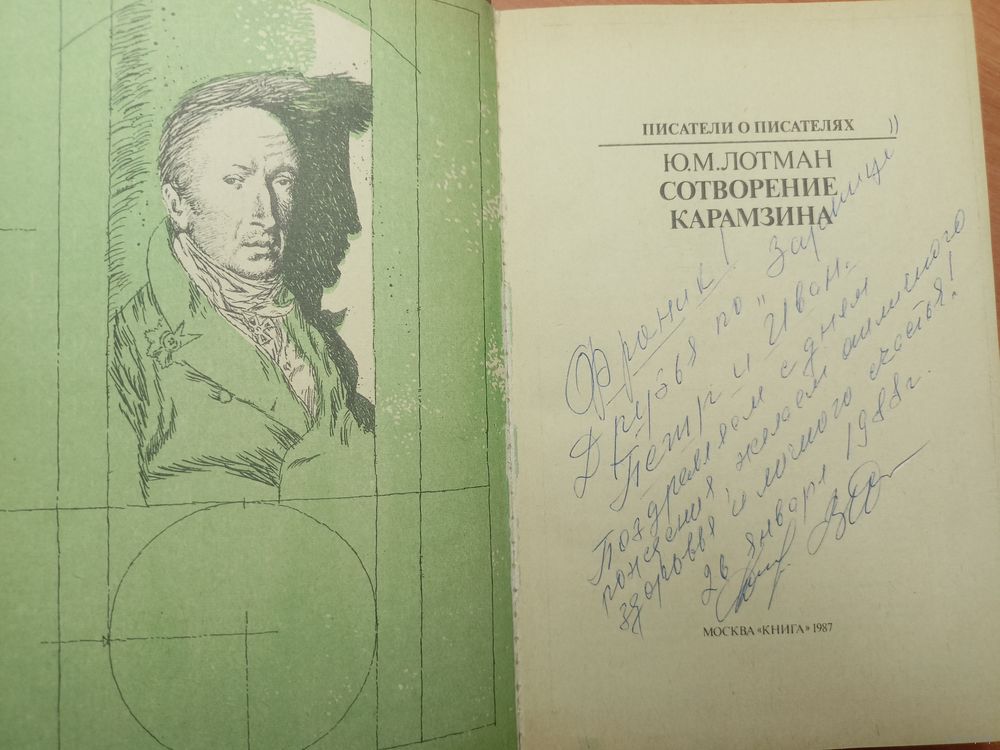 ПИСАТЕЛИ О ПИСАТЕЛЯХ
Ю.М.ЛОТМАН
СОТВОРЕНИЕ
КАРАМЗИНА
Фроник!
Друзья по „Зарнице"
Петр и Иван.
Поздравляем с днем
рождения желаем отличного
здоровья и личного счастья!
26 января 1988г.
МОСКВА «КНИГА» 1987